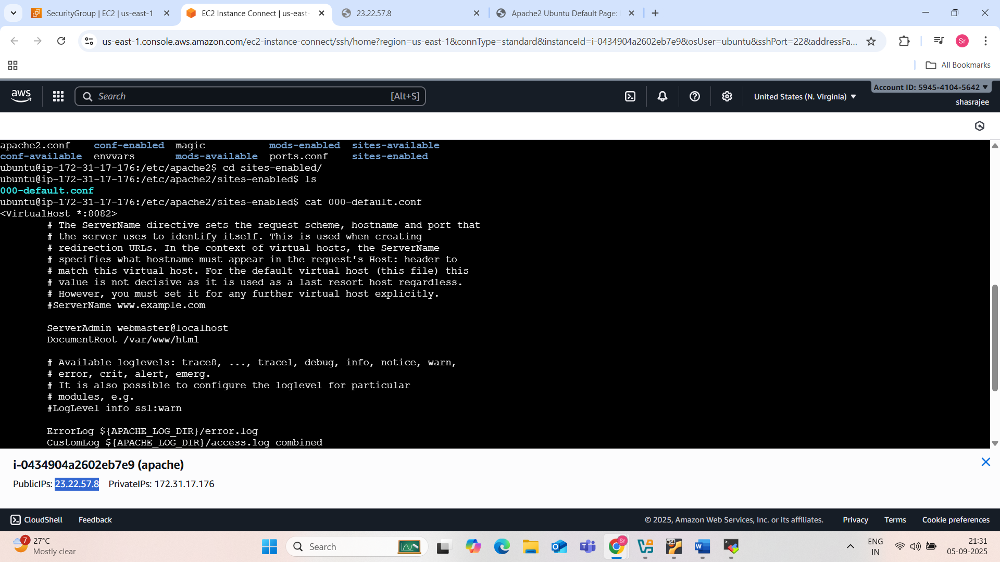 SecurityGroup | EC2 | us-east-1
EC2 Instance Connect | us-east-
23.22.57.8
Apache2 Ubuntu Default Page:
us-east-1.console.aws.amazon.com/ec2-instance-connect/ssh/home?region=us-east-1&connType=standard&instanceId=i-0434904a2602eb7e9&osUser=ubuntu&sshPort=22&addressFa...
Sr
All Bookmarks
aws
Search
[Alt+S]
United States (N. Virginia) ▼
Account ID: 5945-4104-5642 ▼
shasrajee
apache2.conf    conf-enabled  magic           mods-enabled  sites-available
conf-available  envvars       mods-available  ports.conf    sites-enabled
ubuntu@ip-172-31-17-176:/etc/apache2$ cd sites-enabled/
ubuntu@ip-172-31-17-176:/etc/apache2/sites-enabled$ ls
000-default.conf
ubuntu@ip-172-31-17-176:/etc/apache2/sites-enabled$ cat 000-default.conf
<VirtualHost *:8082>
        # The ServerName directive sets the request scheme, hostname and port that
        # the server uses to identify itself. This is used when creating
        # redirection URLs. In the context of virtual hosts, the ServerName
        # specifies what hostname must appear in the request's Host: header to
        # match this virtual host. For the default virtual host (this file) this
        # value is not decisive as it is used as a last resort host regardless.
        # However, you must set it for any further virtual host explicitly.
        #ServerName www.example.com
        ServerAdmin webmaster@localhost
        DocumentRoot /var/www/html
        # Available loglevels: trace8, ..., trace1, debug, info, notice, warn,
        # error, crit, alert, emerg.
        # It is also possible to configure the loglevel for particular
        # modules, e.g.
        #LogLevel info ssl:warn
        ErrorLog ${APACHE_LOG_DIR}/error.log
        CustomLog ${APACHE_LOG_DIR}/access.log combined
i-0434904a2602eb7e9 (apache)
PublicIPs: 23.22.57.8    PrivateIPs: 172.31.17.176
CloudShell
Feedback
© 2025, Amazon Web Services, Inc. or its affiliates.
Privacy
Terms
Cookie preferences
7
27°C
Mostly clear
Search
Sr
x64
W
ENG
IN
21:31
05-09-2025